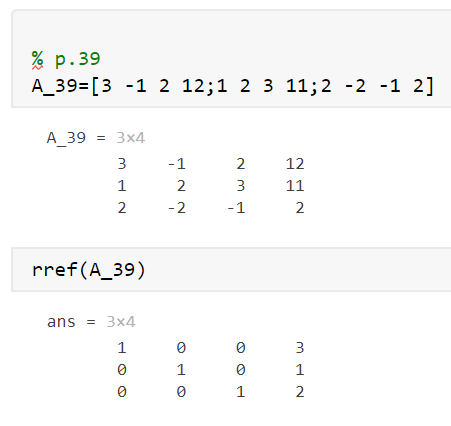 % p.39
A_39=[3 -1 2 12;1 2 3 11;2 -2 -1 2]
A_39 = 3×4
3 -1 2 12
1 2 3 11
2 -2 -1 2
rref(A_39)
ans = 3×4
1 0 0 3
0 1 0 1
0 0 1 2